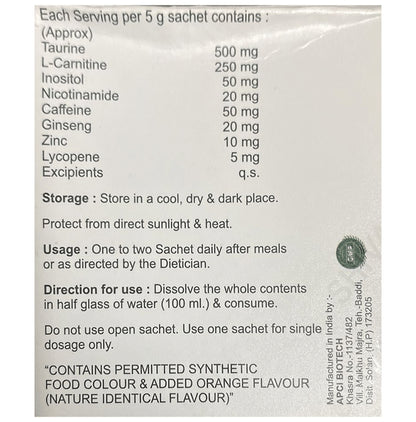 Each Serving per 5 g sachet contains :
(Approx)
Taurine 500 mg
L-Carnitine 250 mg
Inositol 50 mg
Nicotinamide 20 mg
Caffeine 50 mg
Ginseng 20 mg
Zinc 10 mg
Lycopene 5 mg
Excipients q.s.
Storage : Store in a cool, dry & dark place.
Protect from direct sunlight & heat.
Usage : One to two Sachet daily after meals
or as directed by the Dietician.
Direction for use : Dissolve the whole contents
in half glass of water (100 ml.) & consume.
Do not use open sachet. Use one sachet for single
dosage only.
“CONTAINS PERMITTED SYNTHETIC
FOOD COLOUR & ADDED ORANGE FLAVOUR
(NATURE IDENTICAL FLAVOUR)”
Manufactured in India by :-
APCI BIOTECH
Khasra No.-1137/482,
Vill. Malkhu Majra, Teh.-Baddi,
Distt. Solan, (H.P) 173205